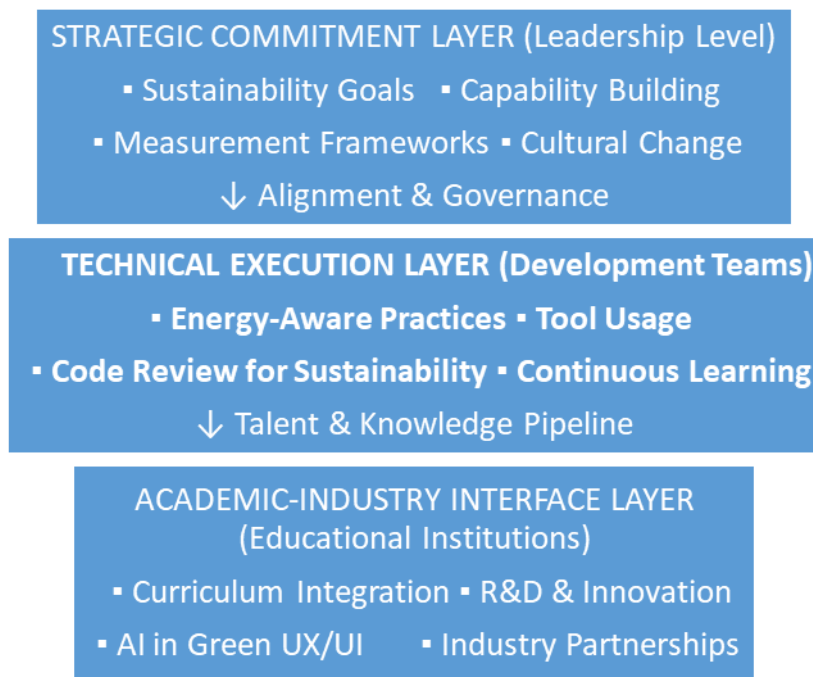 STRATEGIC COMMITMENT LAYER (Leadership Level)
▪ Sustainability Goals ▪ Capability Building
▪ Measurement Frameworks ▪ Cultural Change
↓ Alignment & Governance
TECHNICAL EXECUTION LAYER (Development Teams)
▪ Energy-Aware Practices ▪ Tool Usage
▪ Code Review for Sustainability ▪ Continuous Learning
↓ Talent & Knowledge Pipeline
ACADEMIC-INDUSTRY INTERFACE LAYER
(Educational Institutions)
▪ Curriculum Integration ▪ R&D & Innovation
▪ AI in Green UX/UI ▪ Industry Partnerships